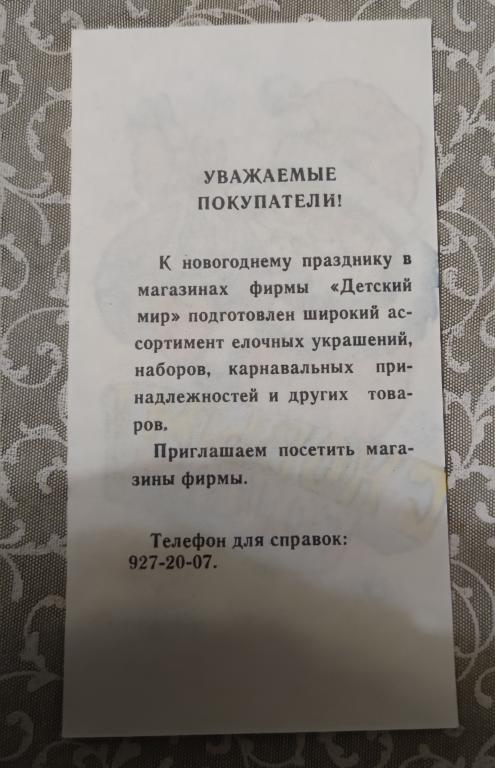 УВАЖАЕМЫЕ
ПОКУПАТЕЛИ!
К новогоднему празднику в
магазинах фирмы «Детский
мир» подготовлен широкий ас-
сортимент елочных украшений,
наборов, карнавальных при-
надлежностей и других това-
ров.
Приглашаем посетить мага-
зины фирмы.
Телефон для справок:
927-20-07.